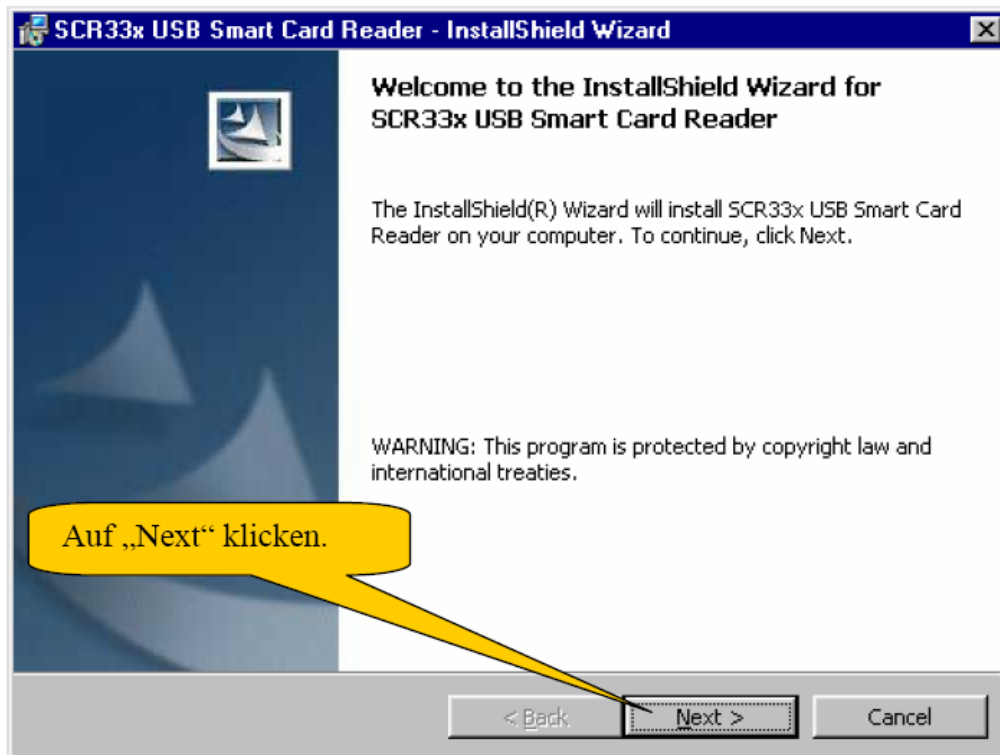 SCR33x USB Smart Card Reader - InstallShield Wizard
Welcome to the InstallShield Wizard for
SCR33x USB Smart Card Reader
The InstallShield(R) Wizard will install SCR33x USB Smart Card
Reader on your computer. To continue, click Next.
WARNING: This program is protected by copyright law and
international treaties.
Auf „Next“ klicken.
< Back
Next >
Cancel